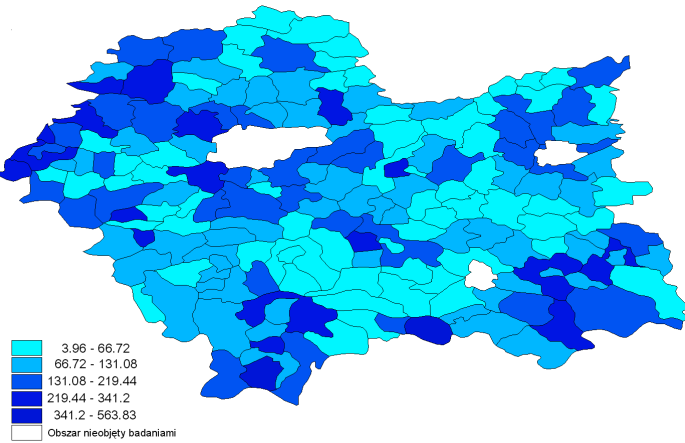 3.96 - 66.72
66.72 - 131.08
131.08 - 219.44
219.44 - 341.2
341.2 - 563.83
Obszar nieobjęty badaniami